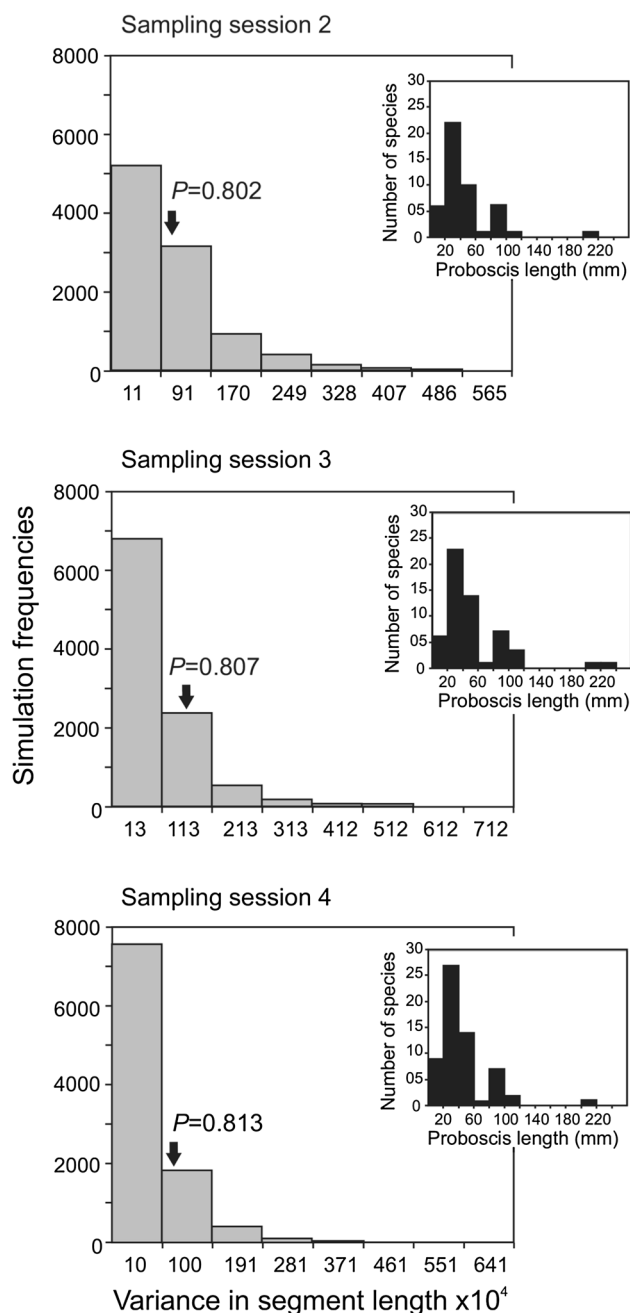 Sampling session 2
8000
6000
4000
2000
0
P=0.802
11 91 170 249 328 407 486 565
Number of species
30
25
20
15
10
05
0
20 60 100 140 180 220
Proboscis length (mm)
Simulation frequencies
Sampling session 3
8000
6000
4000
2000
0
P=0.807
13 113 213 313 412 512 612 712
Number of species
30
25
20
15
10
05
0
20 60 100 140 180 220
Proboscis length (mm)
Sampling session 4
8000
6000
4000
2000
0
P=0.813
10 100 191 281 371 461 551 641
Number of species
30
25
20
15
10
05
0
20 60 100 140 180 220
Proboscis length (mm)
Variance in segment length x10⁴